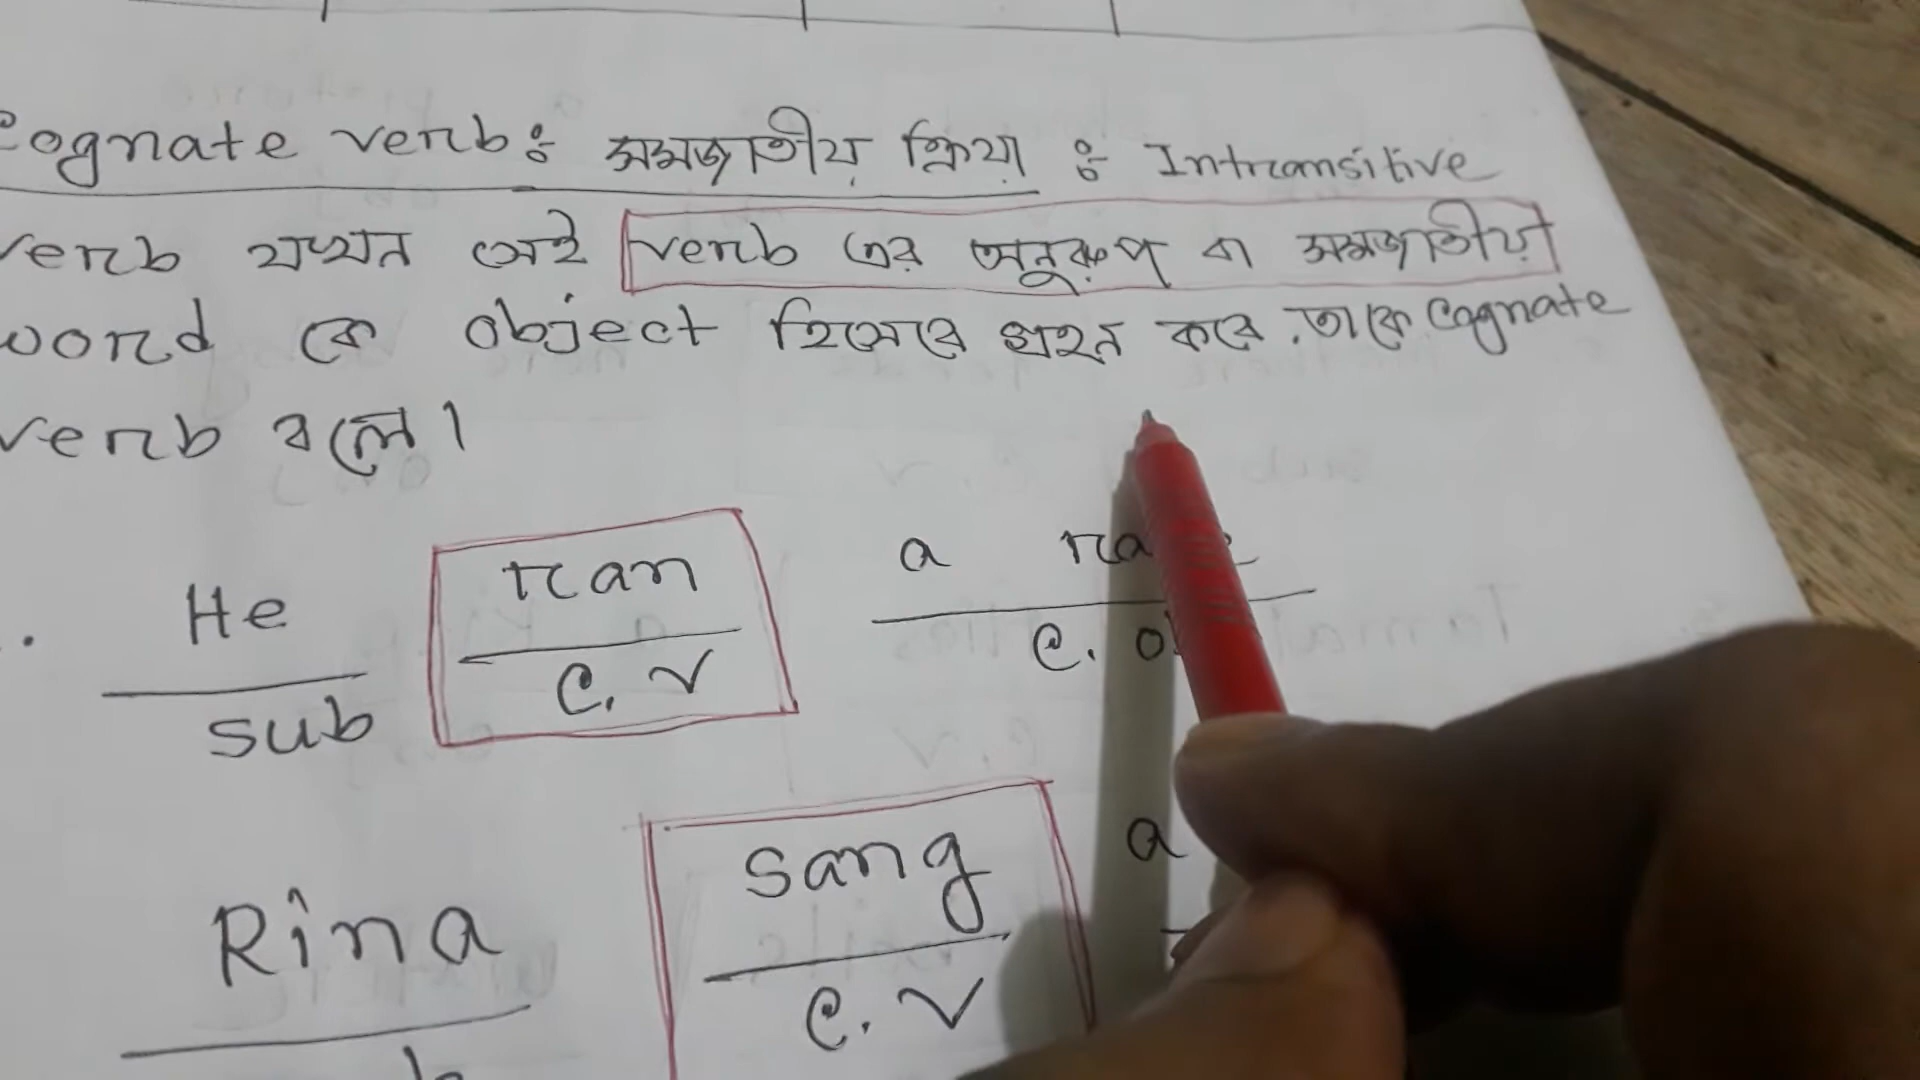 Cognate verb ঃ সমজাতীয় ক্রিয়া ঃ Intransitive
verb যখন সেই verb এর অনুরুপ বা সমজাতীয়
word কে object হিসেবে গ্রহন করে. তাকে Cognate
verb বলে।
He ran a
sub C. V C.
Rina sang a
C. V